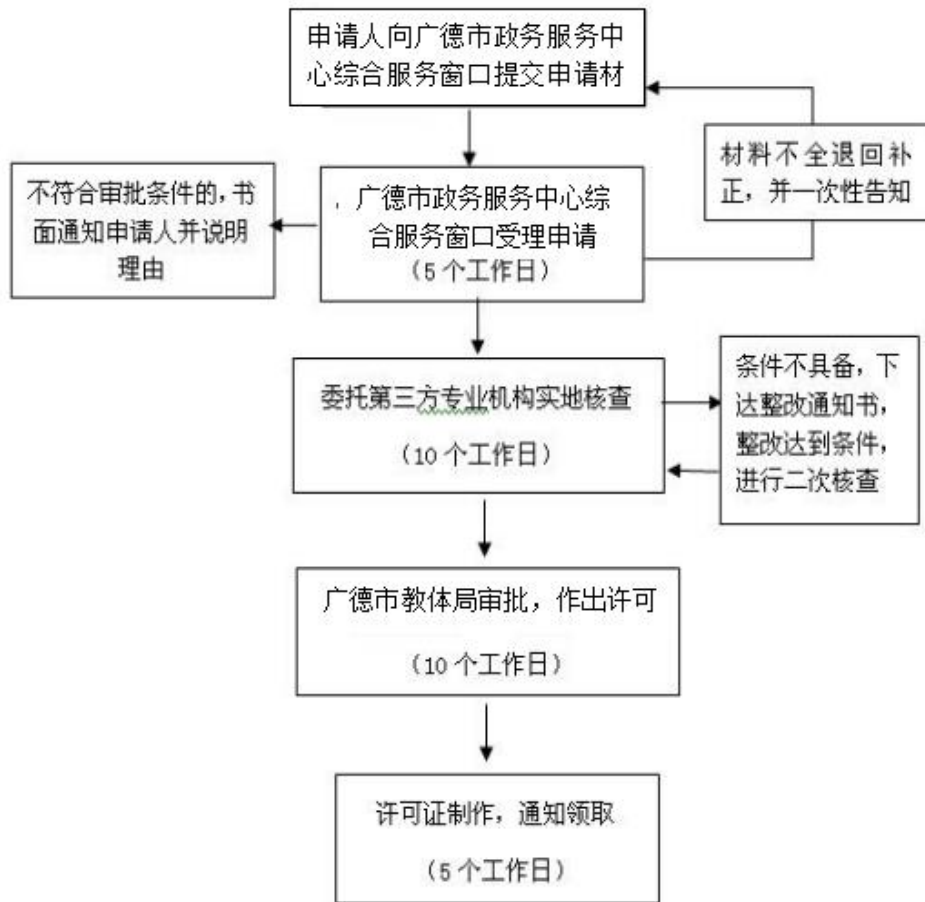 申请人向广德市政务服务中
心综合服务窗口提交申请材
材料不全退回补
正，并一次性告知
不符合审批条件的，书
面通知申请人并说明
理由
，广德市政务服务中心综
合服务窗口受理申请
（5 个工作日）
委托第三方专业机构实地核查
（10 个工作日）
条件不具备，下
达整改通知书，
整改达到条件，
进行二次核查
广德市教体局审批，作出许可
（10 个工作日）
许可证制作，通知领取
（5 个工作日）